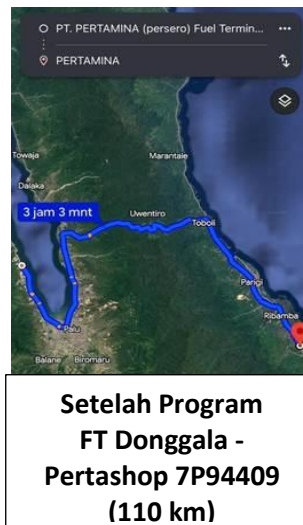 PT. PERTAMINA (persero) Fuel Termin...
PERTAMINA
Towaja
Marantale
Dalaka
3 jam 3 mnt
Uwentiro
Toboli
Parigi
Ribamba
Palu
Balane
Biromaru
Setelah Program
FT Donggala -
Pertashop 7P94409
(110 km)